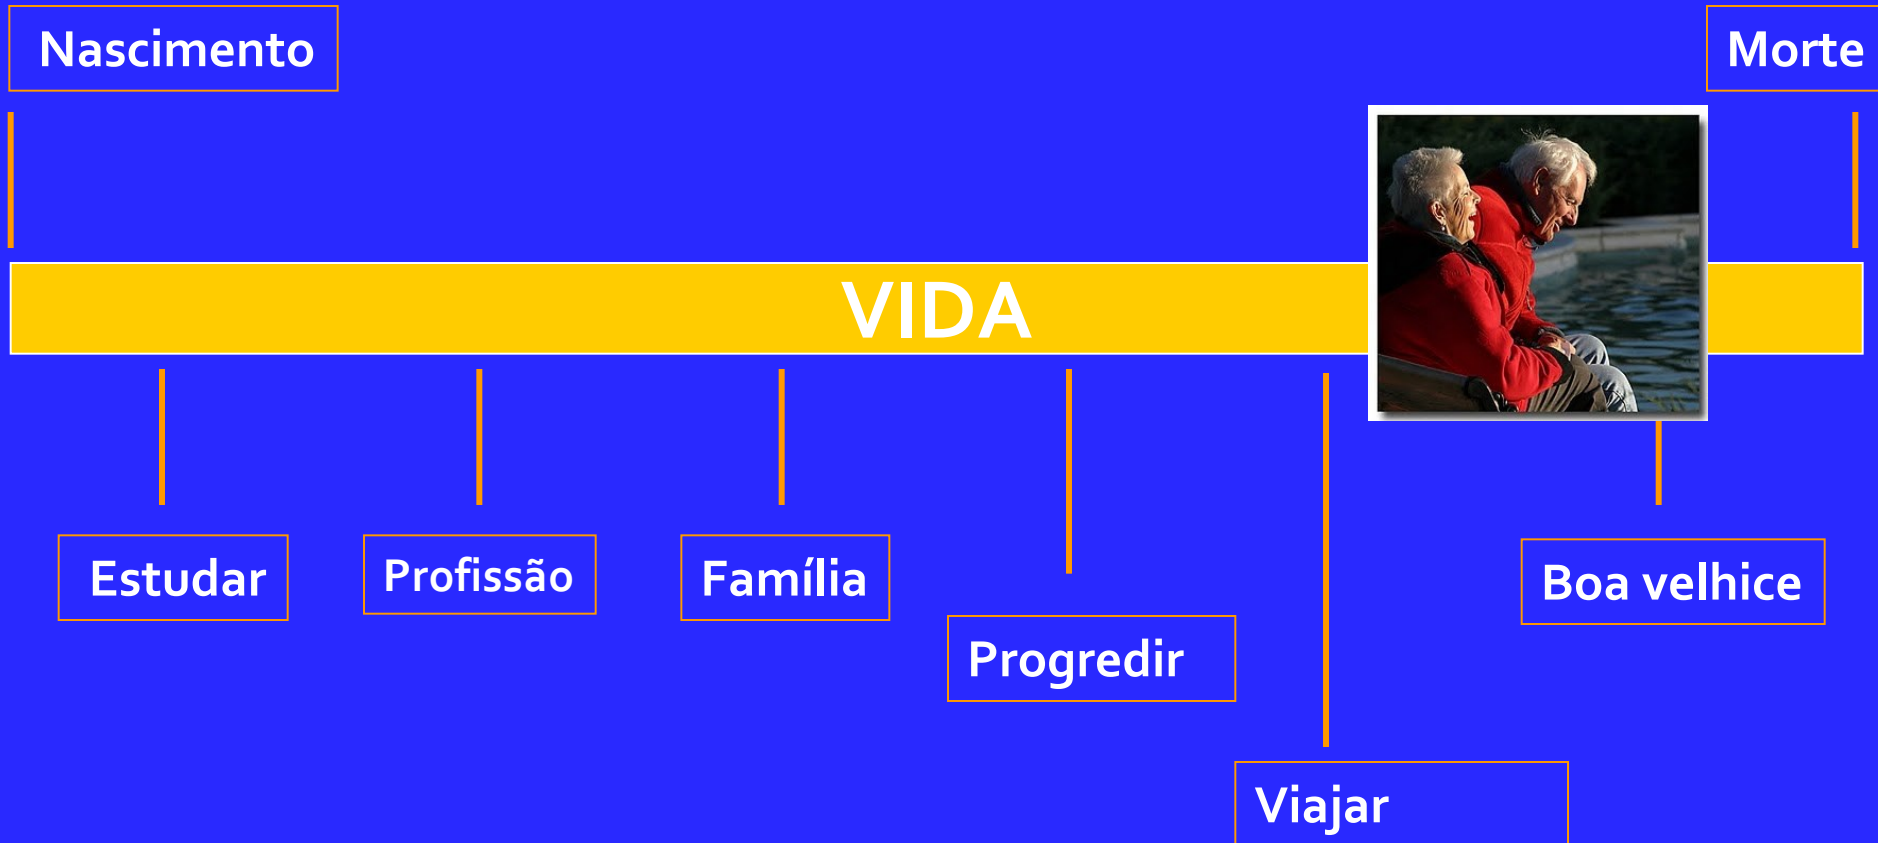 Nascimento
Morte
VIDA
Estudar
Profissão
Família
Boa velhice
Progredir
Viajar